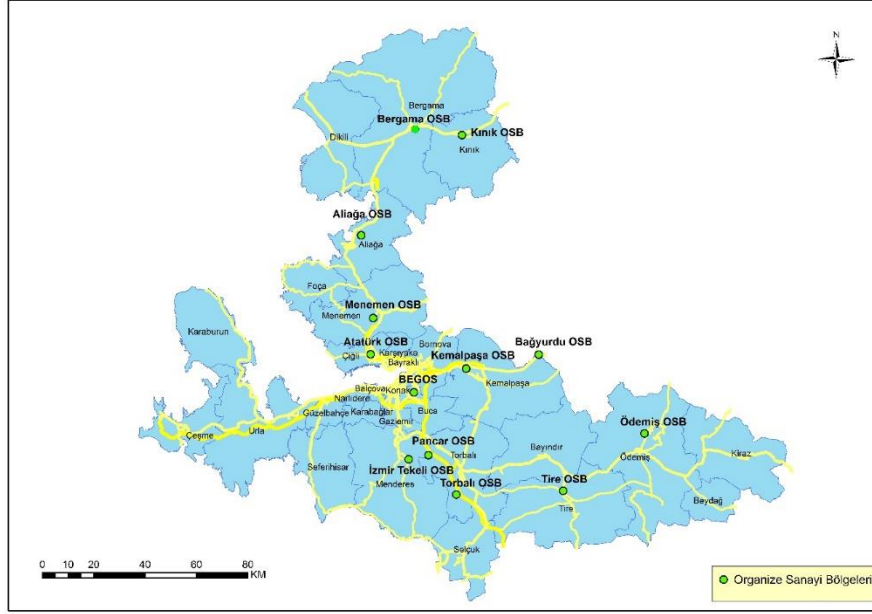 N
Bergama
Bergama OSB
Kınık OSB
Dikili
Kınık
Aliağa OSB
Aliağa
Foça
Menemen OSB
Menemen
Karaburun
Bornova
Atatürk OSB
Karşıyaka
Çiğli
Bayraklı
Kemalpaşa OSB
Bağyurdu OSB
Kemalpaşa
BEGOS
Balçova
Konak
Narlıdere
Güzelbahçe
Karabağlar
Buca
Gaziemir
Çeşme
Urla
Ödemiş OSB
Pancar OSB
Torbalı
Bayındır
Ödemiş
Kiraz
Seferihisar
İzmir Tekeli OSB
Menderes
Torbalı OSB
Tire OSB
Tire
Baydağ
Selçuk
0 10 20 40 60 80
KM
Organize Sanayi Bölgeleri